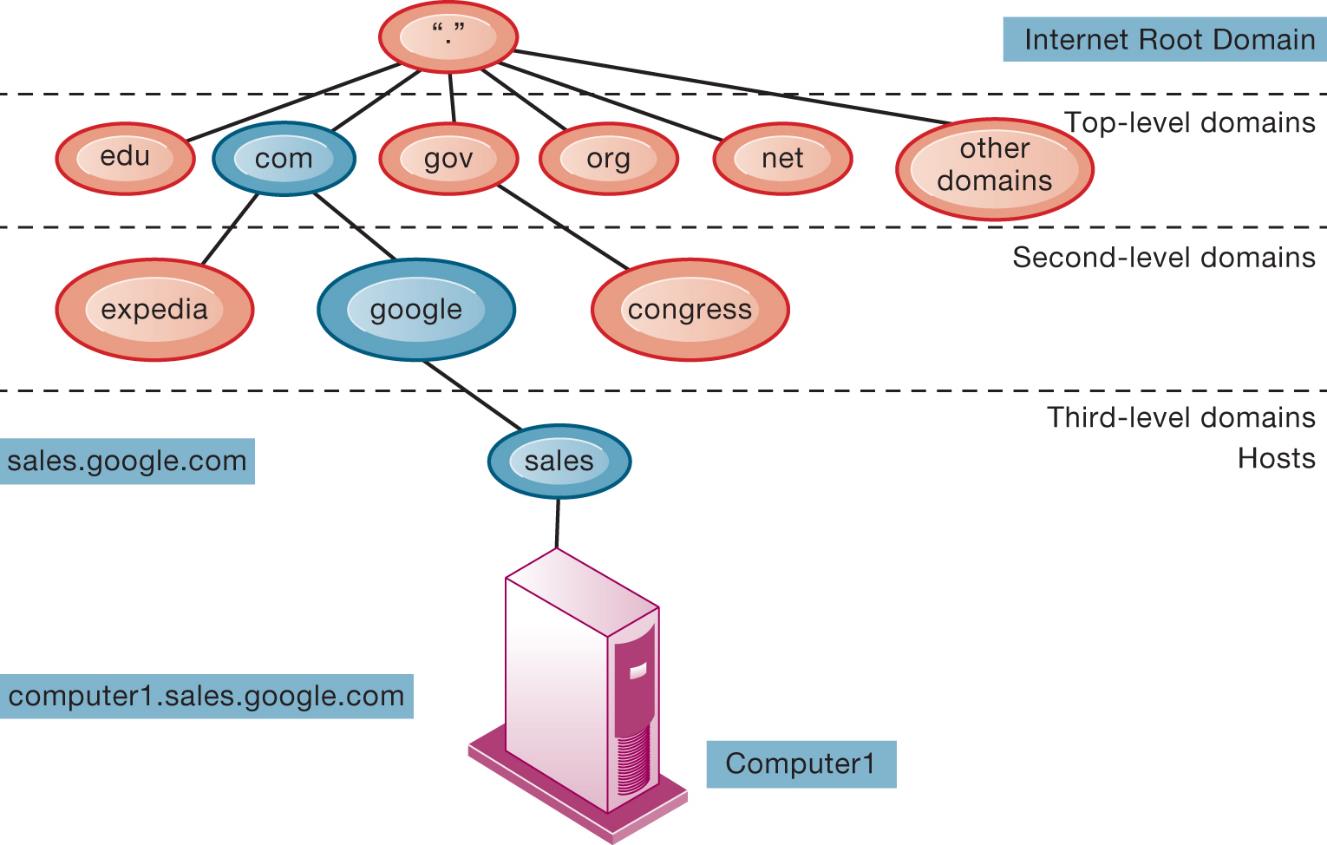 “.”
Internet Root Domain
Top-level domains
edu
com
gov
org
net
other
domains
Second-level domains
expedia
google
congress
Third-level domains
Hosts
sales.google.com
sales
computer1.sales.google.com
Computer1